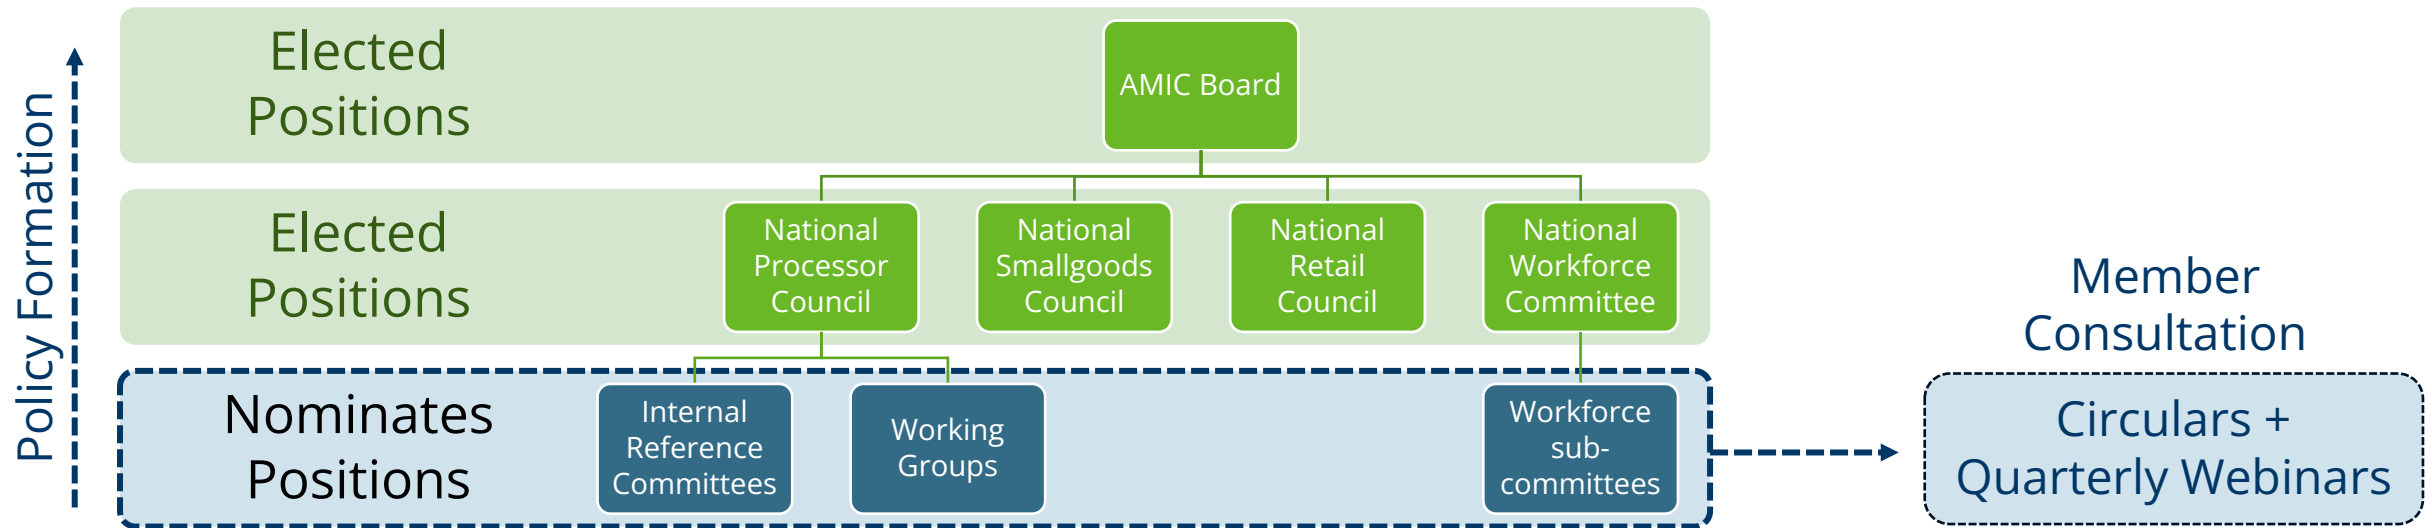 Policy Formation
Elected
Positions
AMIC Board
Elected
Positions
National
Processor
Council
National
Smallgoods
Council
National
Retail
Council
National
Workforce
Committee
Nominates
Positions
Internal
Reference
Committees
Working
Groups
Workforce
sub-
committees
Member
Consultation
Circulars +
Quarterly Webinars